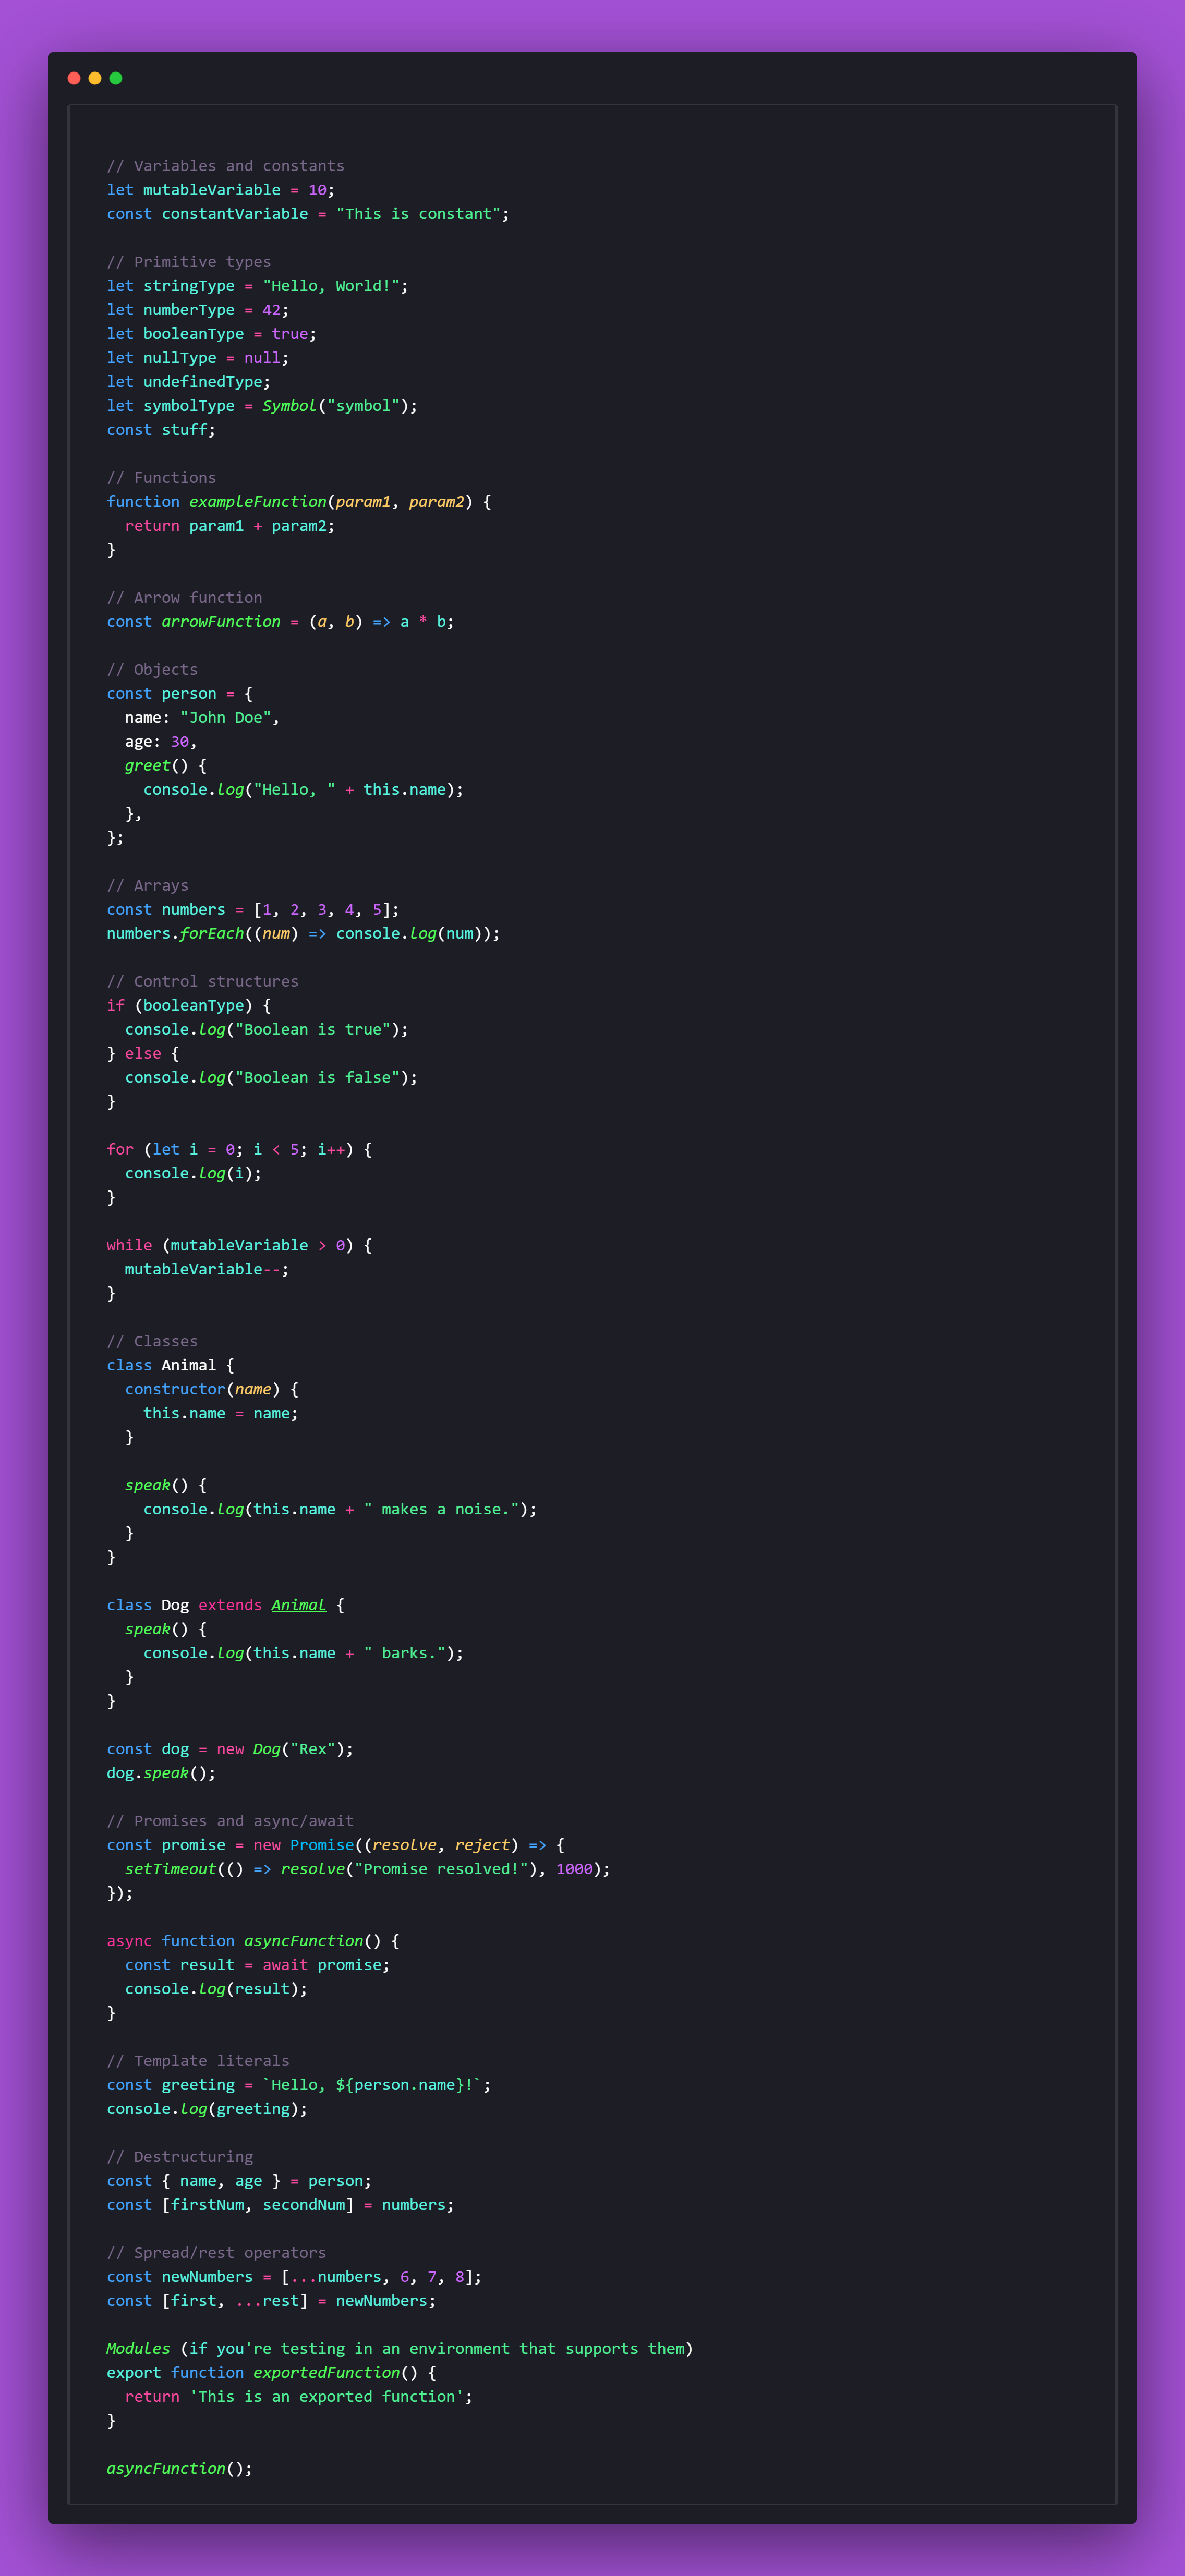 // Variables and constants
let mutableVariable = 10;
const constantVariable = "This is constant";

// Primitive types
let stringType = "Hello, World!";
let numberType = 42;
let booleanType = true;
let nullType = null;
let undefinedType;
let symbolType = Symbol("symbol");
const stuff;

// Functions
function exampleFunction(param1, param2) {
  return param1 + param2;
}

// Arrow function
const arrowFunction = (a, b) => a * b;

// Objects
const person = {
  name: "John Doe",
  age: 30,
  greet() {
    console.log("Hello, " + this.name);
  },
};

// Arrays
const numbers = [1, 2, 3, 4, 5];
numbers.forEach((num) => console.log(num));

// Control structures
if (booleanType) {
  console.log("Boolean is true");
} else {
  console.log("Boolean is false");
}

for (let i = 0; i < 5; i++) {
  console.log(i);
}

while (mutableVariable > 0) {
  mutableVariable--;
}

// Classes
class Animal {
  constructor(name) {
    this.name = name;
  }

  speak() {
    console.log(this.name + " makes a noise.");
  }
}

class Dog extends Animal {
  speak() {
    console.log(this.name + " barks.");
  }
}

const dog = new Dog("Rex");
dog.speak();

// Promises and async/await
const promise = new Promise((resolve, reject) => {
  setTimeout(() => resolve("Promise resolved!"), 1000);
});

async function asyncFunction() {
  const result = await promise;
  console.log(result);
}

// Template literals
const greeting = `Hello, ${person.name}!`;
console.log(greeting);

// Destructuring
const { name, age } = person;
const [firstNum, secondNum] = numbers;

// Spread/rest operators
const newNumbers = [...numbers, 6, 7, 8];
const [first, ...rest] = newNumbers;

Modules (if you're testing in an environment that supports them)
export function exportedFunction() {
  return 'This is an exported function';
}

asyncFunction();